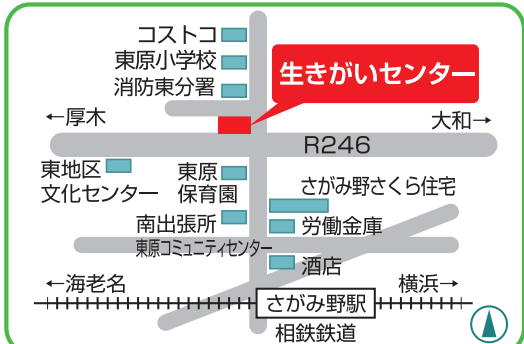 コストコ
東原小学校
消防東分署
生きがいセンター
←厚木
大和→
R246
東地区
文化センター
東原
保育園
さがみ野さくら住宅
南出張所
労働金庫
東原コミュニティセンター
酒店
←海老名
横浜→
さがみ野駅
相鉄鉄道